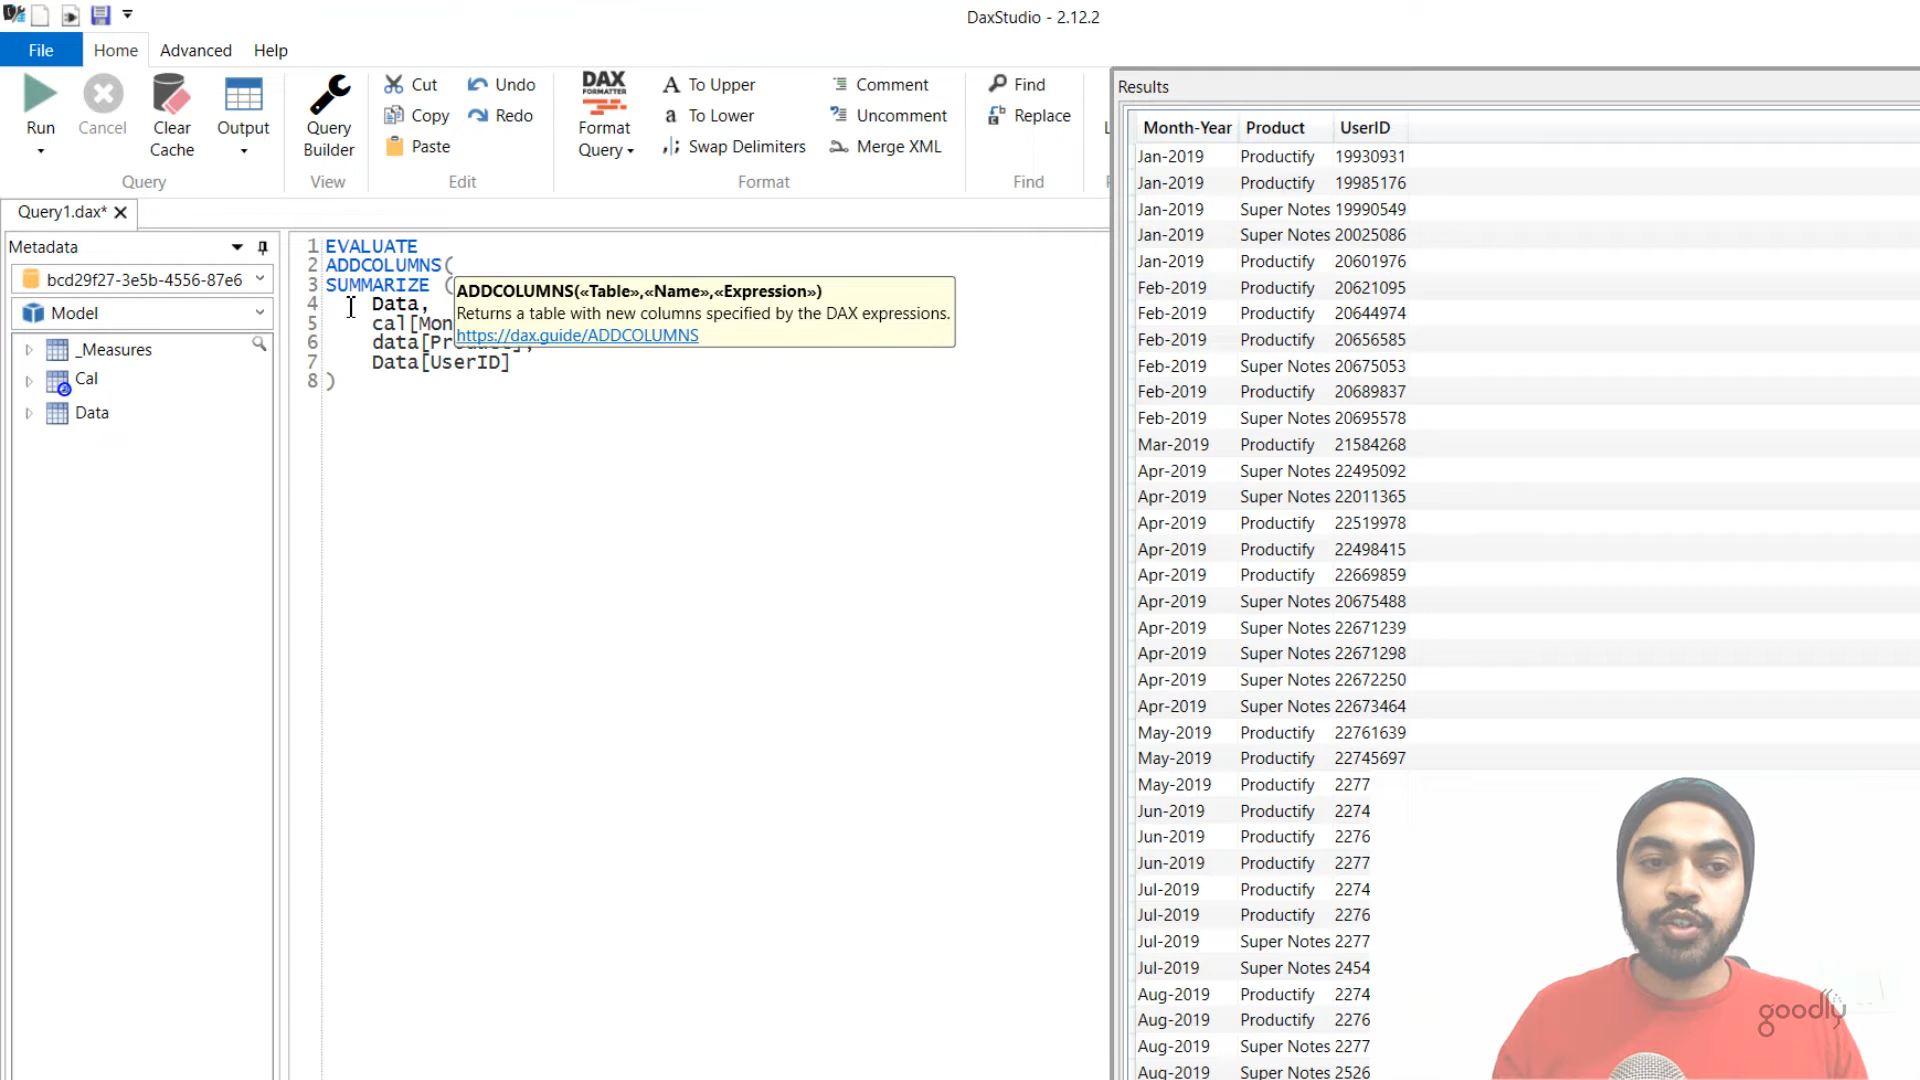 DaxStudio - 2.12.2
File Home Advanced Help
Run
Cancel
Clear Cache
Output
Query
Query Builder
View
Cut
Copy
Paste
Undo
Redo
Edit
DAX
FORMATTER
Format Query
To Upper
To Lower
Swap Delimiters
Comment
Uncomment
Merge XML
Format
Find
Replace
Find
Query1.dax*
Metadata
bcd29f27-3e5b-4556-87e6
Model
_Measures
Cal
Data
1 EVALUATE
2 ADDCOLUMNS(
3 SUMMARIZE (
4 Data,
5 cal[Mon
6 data[Pr
7 Data[UserID]
8 )
ADDCOLUMNS(«Table»,«Name»,«Expression»)
Returns a table with new columns specified by the DAX expressions.
https://dax.guide/ADDCOLUMNS
Results
Month-Year Product UserID
Jan-2019 Productify 19930931
Jan-2019 Productify 19985176
Jan-2019 Super Notes 19990549
Jan-2019 Super Notes 20025086
Jan-2019 Productify 20601976
Feb-2019 Productify 20621095
Feb-2019 Productify 20644974
Feb-2019 Productify 20656585
Feb-2019 Super Notes 20675053
Feb-2019 Productify 20689837
Feb-2019 Super Notes 20695578
Mar-2019 Productify 21584268
Apr-2019 Super Notes 22495092
Apr-2019 Super Notes 22011365
Apr-2019 Productify 22519978
Apr-2019 Productify 22498415
Apr-2019 Productify 22669859
Apr-2019 Super Notes 20675488
Apr-2019 Super Notes 22671239
Apr-2019 Super Notes 22671298
Apr-2019 Super Notes 22672250
Apr-2019 Super Notes 22673464
May-2019 Productify 22761639
May-2019 Productify 22745697
May-2019 Productify 2277
Jun-2019 Productify 2274
Jun-2019 Productify 2276
Jun-2019 Productify 2277
Jul-2019 Productify 2274
Jul-2019 Productify 2276
Jul-2019 Super Notes 2277
Jul-2019 Super Notes 2454
Aug-2019 Productify 2274
Aug-2019 Productify 2276
Aug-2019 Super Notes 2277
Aug-2019 Super Notes 2526
goodly